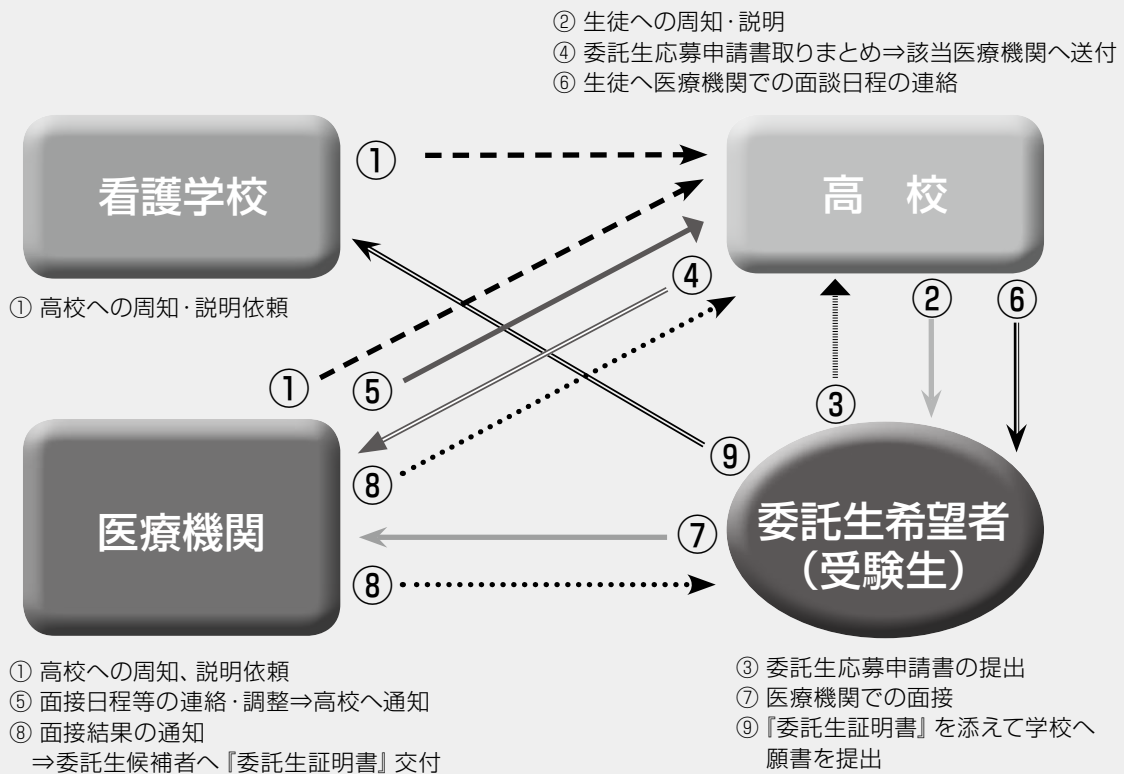 ② 生徒への周知・説明
④ 委託生応募申請書取りまとめ⇒該当医療機関へ送付
⑥ 生徒へ医療機関での面談日程の連絡
看護学校
①
高 校
① 高校への周知・説明依頼
④
②
⑥
①
⑤
③
⑧
⑨
医療機関
⑦
委託生希望者
（受験生）
⑧
① 高校への周知、説明依頼
⑤ 面接日程等の連絡・調整⇒高校へ通知
⑧ 面接結果の通知
⇒委託生候補者へ『委託生証明書』交付
③ 委託生応募申請書の提出
⑦ 医療機関での面接
⑨『委託生証明書』を添えて学校へ
願書を提出